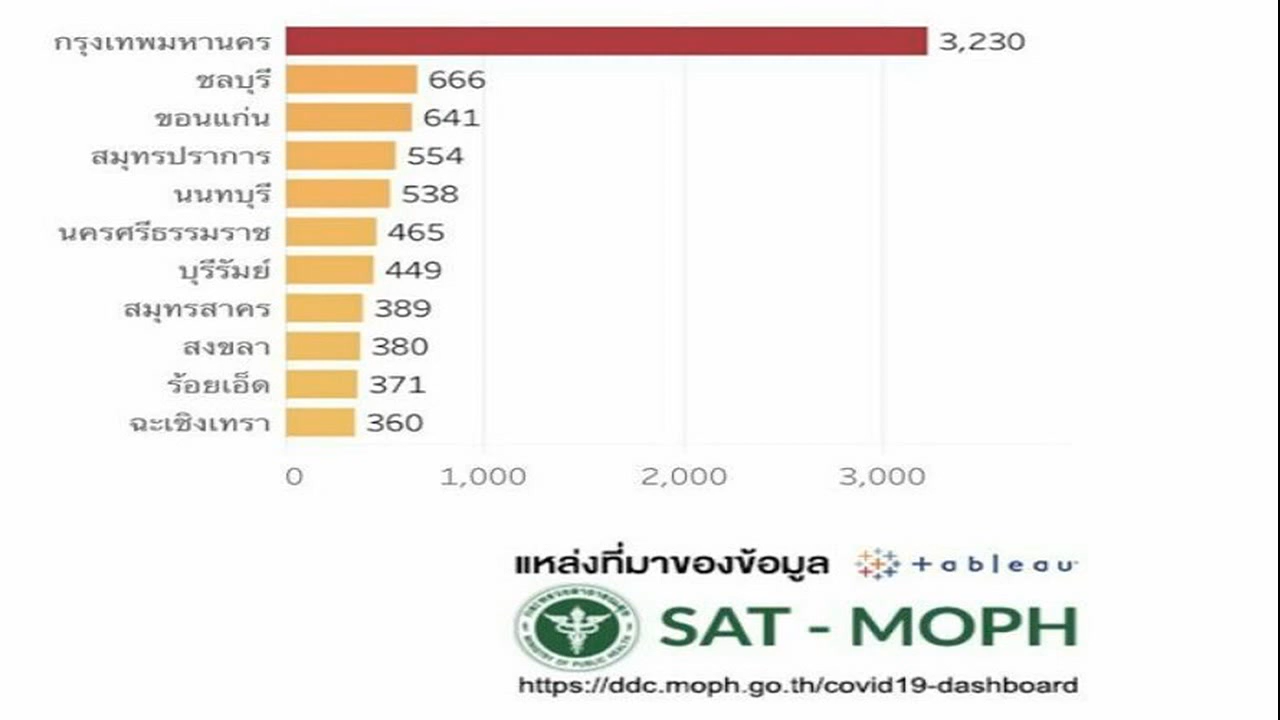 กรุงเทพมหานคร 3,230
ชลบุรี 666
ขอนแก่น 641
สมุทรปราการ 554
นนทบุรี 538
นครศรีธรรมราช 465
บุรีรัมย์ 449
สมุทรสาคร 389
สงขลา 380
ร้อยเอ็ด 371
ฉะเชิงเทรา 360
0 1,000 2,000 3,000
แหล่งที่มาของข้อมูล +ableau
SAT - MOPH
https://ddc.moph.go.th/covid19-dashboard